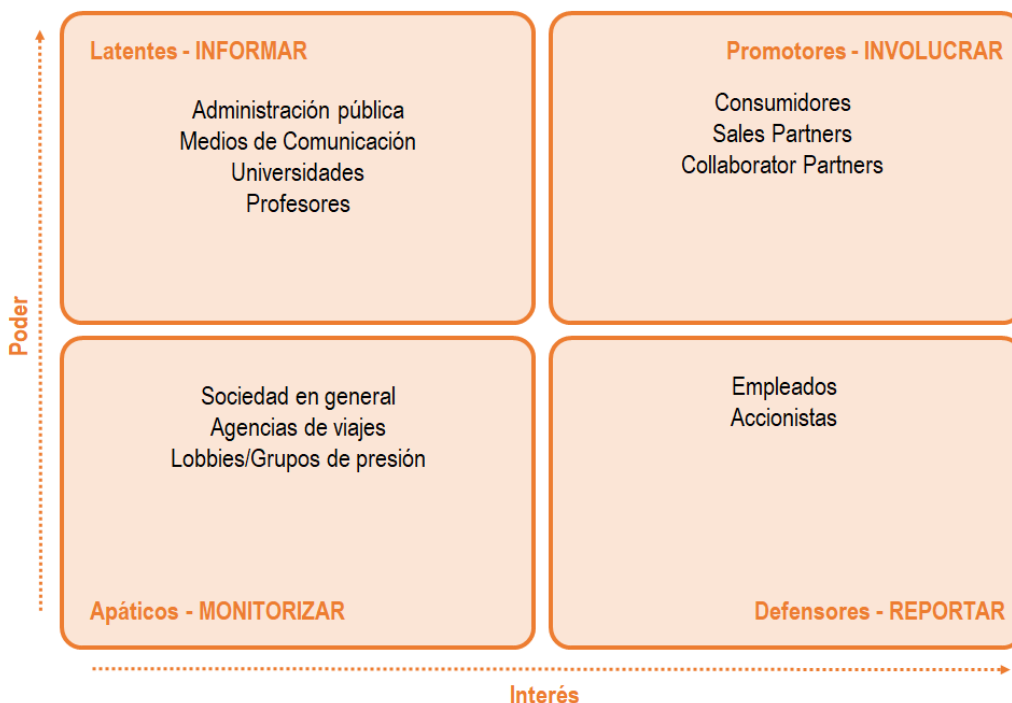 Latentes - INFORMAR
Administración pública
Medios de Comunicación
Universidades
Profesores
Promotores - INVOLUCRAR
Consumidores
Sales Partners
Collaborator Partners
Poder
Sociedad en general
Agencias de viajes
Lobbies/Grupos de presión
Apáticos - MONITORIZAR
Empleados
Accionistas
Defensores - REPORTAR
Interés